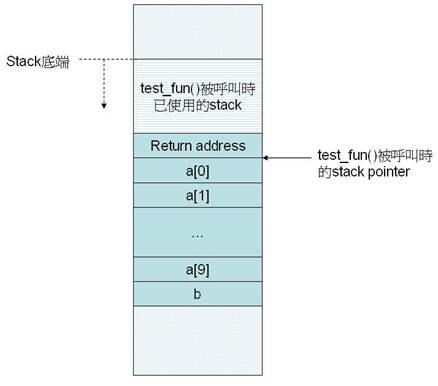 Stack底端
test_fun()被呼叫時
已使用的stack
Return address
test_fun()被呼叫時
的stack pointer
a[0]
a[1]
...
a[9]
b